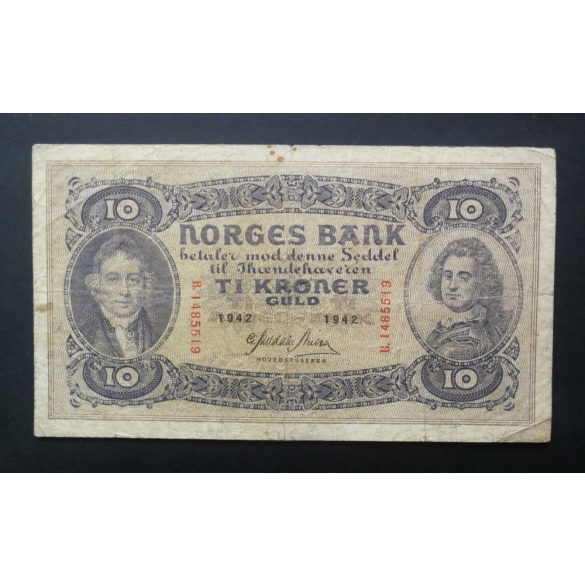 10 10
NORGES BANK
betaler mod denne Seddel
til Ihændehaveren
TI KRONER
GULD
1942 1942
B.1485519 B.1485519
HOVEDKASSERER
10 10